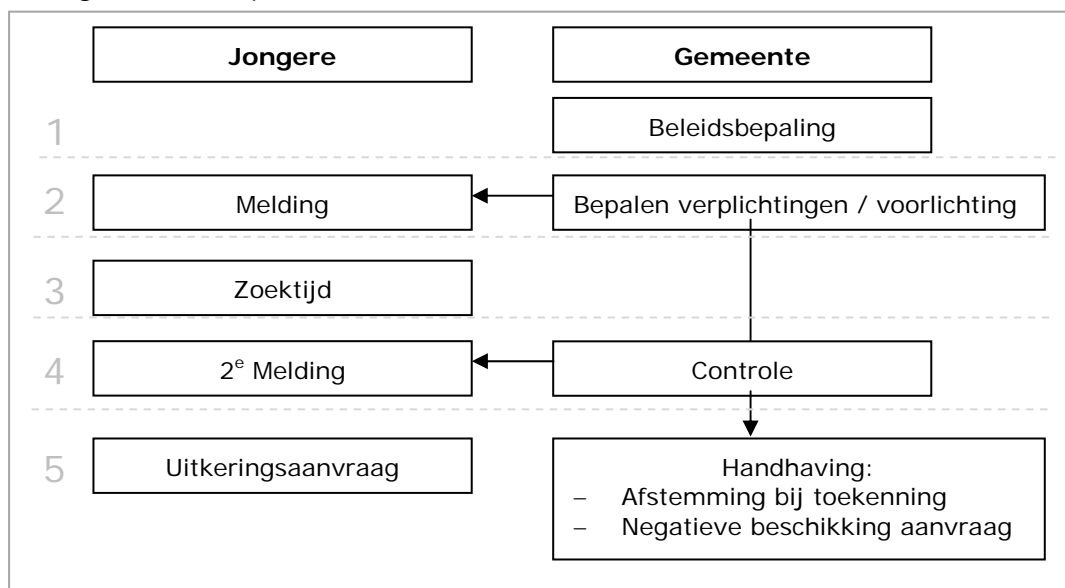 Jongere Gemeente
1 Beleidsbepaling
2 Melding Bepalen verplichtingen / voorlichting
3 Zoektijd
4 2e Melding Controle
5 Uitkeringsaanvraag Handhaving:
– Afstemming bij toekenning
– Negatieve beschikking aanvraag